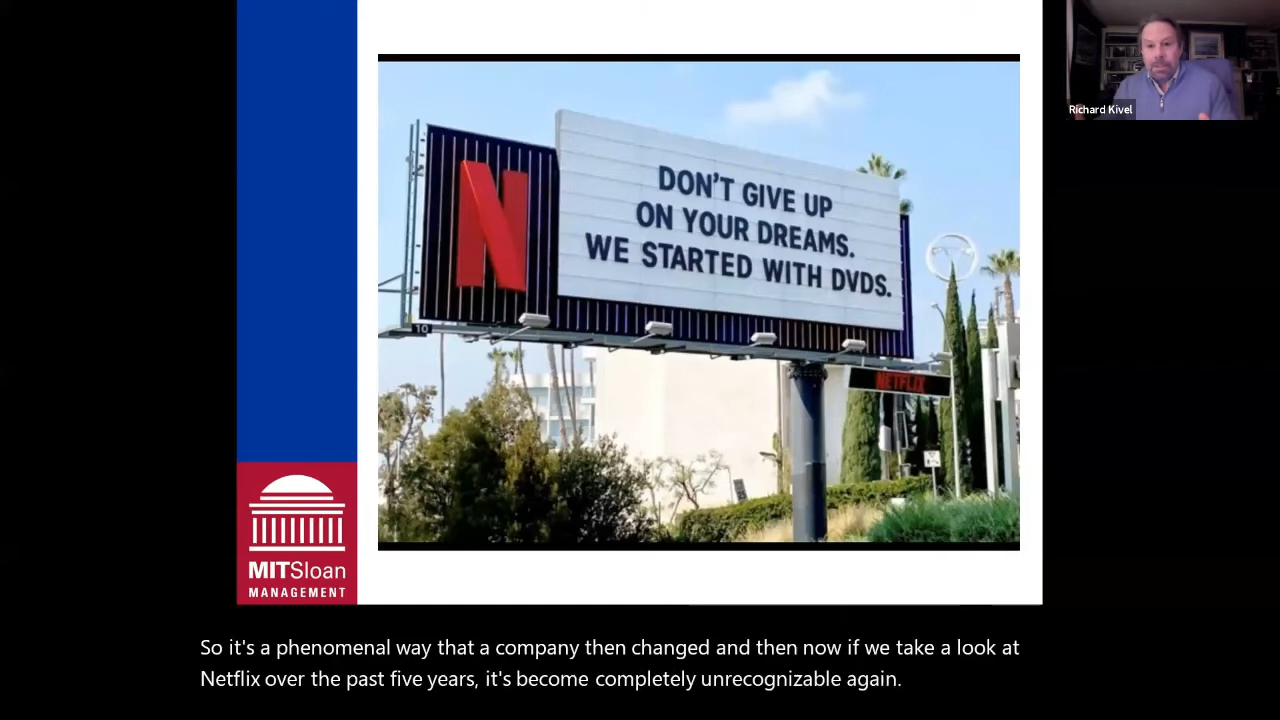 N
DON'T GIVE UP
ON YOUR DREAMS.
WE STARTED WITH DVDS.
10
NETFLIX
MITSloan
MANAGEMENT
Richard Kivel
So it's a phenomenal way that a company then changed and then now if we take a look at
Netflix over the past five years, it's become completely unrecognizable again.